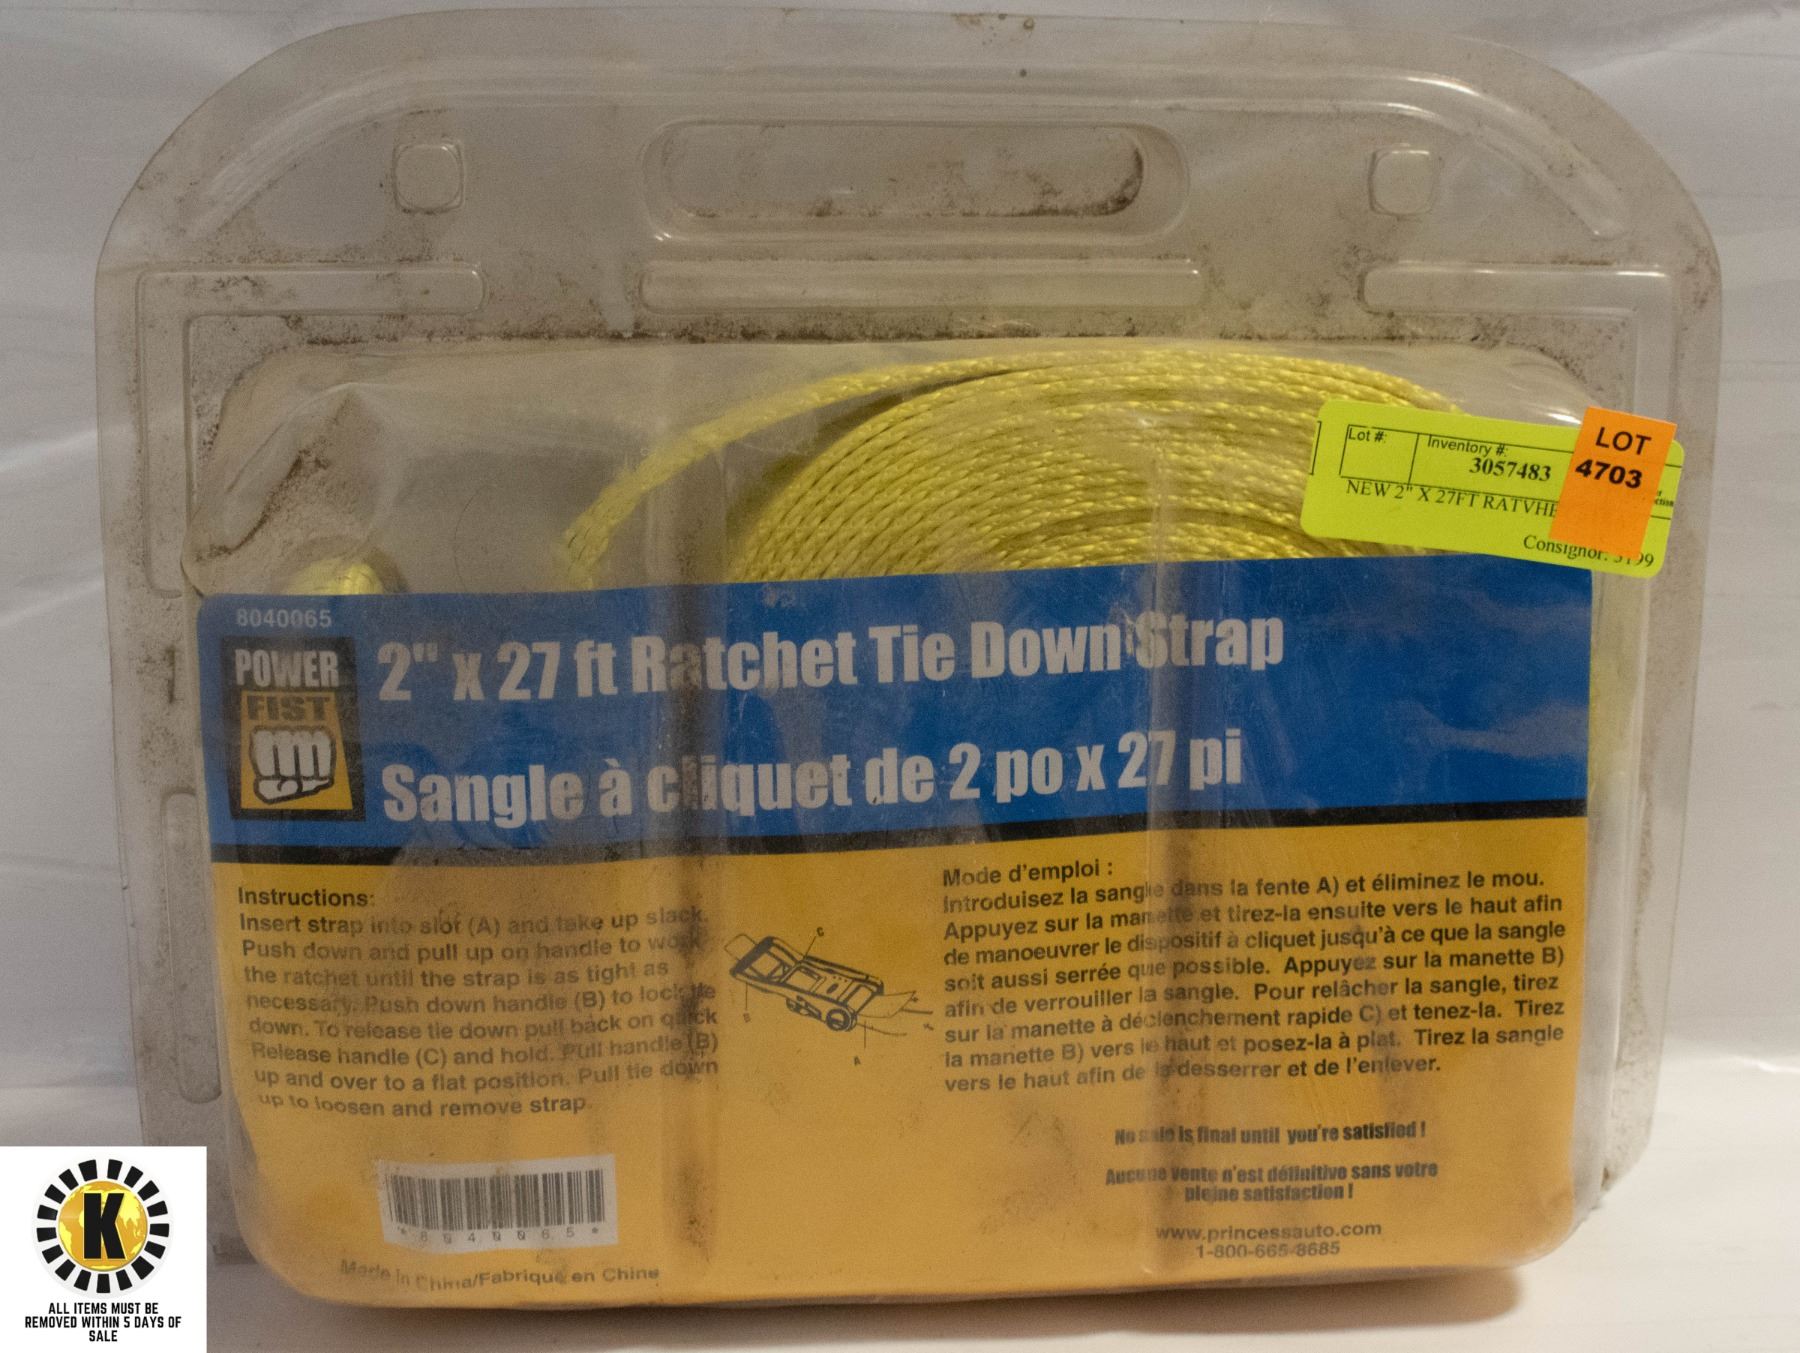 Lot #:
Inventory #:
3057483
LOT
4703
NEW 2" X 27FT RATVHE
Consignor:
8040065
POWER
FIST
2" x 27 ft Ratchet Tie Down Strap
Sangle à cliquet de 2 po x 27 pi
Instructions:
Insert strap into slot (A) and take up slack.
Push down and pull up on handle to work
the ratchet until the strap is as tight as
necessary. Push down handle (B) to lock tie
down. To release tie down pull back on quick
Release handle (C) and hold. Pull handle (B)
up and over to a flat position. Pull tie down
up to loosen and remove strap.
C
B
A
Mode d'emploi :
Introduisez la sangle dans la fente A) et éliminez le mou.
Appuyez sur la manette et tirez-la ensuite vers le haut afin
de manoeuvrer le dispositif à cliquet jusqu'à ce que la sangle
soit aussi serrée que possible. Appuyez sur la manette B)
afin de verrouiller la sangle. Pour relâcher la sangle, tirez
sur la manette à déclenchement rapide C) et tenez-la. Tirez
la manette B) vers le haut et posez-la à plat. Tirez la sangle
vers le haut afin de la desserrer et de l'enlever.
No sale is final until you're satisfied !
Aucune vente n'est définitive sans votre
pleine satisfaction !
www.princessauto.com
1-800-665-8685
*8040065*
Made in China/Fabriqué en Chine
K
ALL ITEMS MUST BE
REMOVED WITHIN 5 DAYS OF
SALE